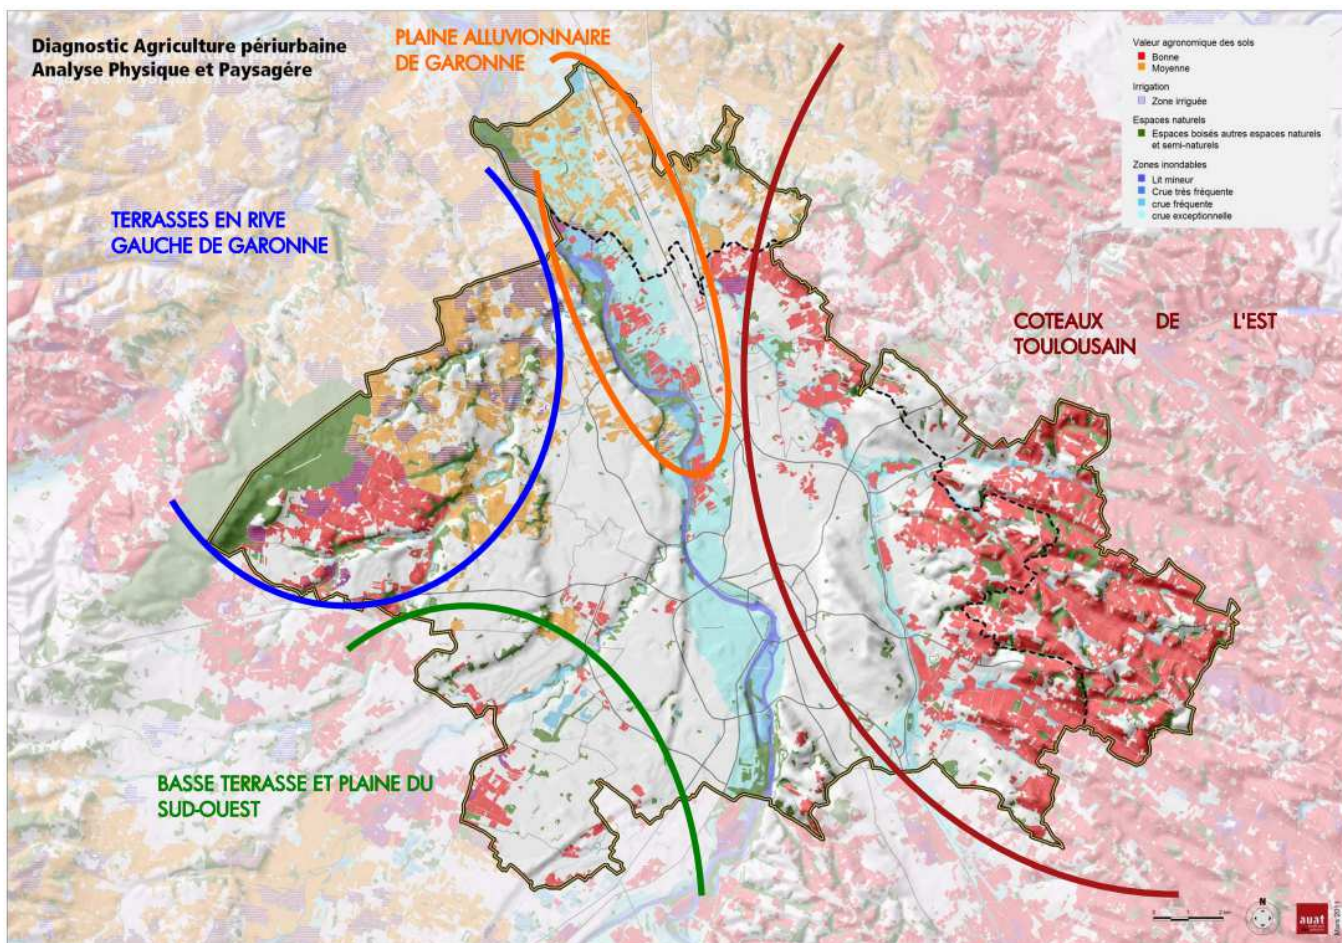 Diagnostic Agriculture périurbaine
Analyse Physique et Paysagére
PLAINE ALLUVIONNAIRE
DE GARONNE
Valeur agronomique des sols
Bonne
Moyenne
Irrigation
Zone irriguée
Espaces naturels
Espaces boisés autres espaces naturels
et semi-naturels
Zones inondables
Lit mineur
Crue très fréquente
crue fréquente
crue exceptionnelle
TERRASSES EN RIVE
GAUCHE DE GARONNE
COTEAUX DE L'EST
TOULOUSAIN
BASSE TERRASSE ET PLAINE DU
SUD-OUEST
N
auat